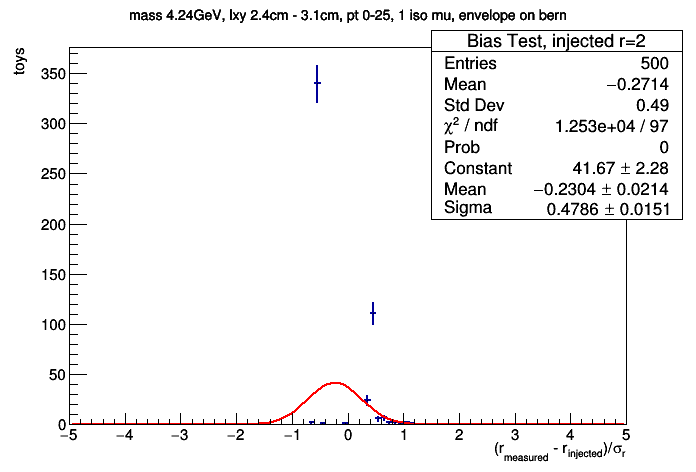 mass 4.24GeV, lxy 2.4cm - 3.1cm, pt 0-25, 1 iso mu, envelope on bern
Bias Test, injected r=2
Entries 500
Mean −0.2714
Std Dev 0.49
χ² / ndf 1.253e+04 / 97
Prob 0
Constant 41.67 ± 2.28
Mean −0.2304 ± 0.0214
Sigma 0.4786 ± 0.0151
toys
350
300
250
200
150
100
50
0
−5 −4 −3 −2 −1 0 1 2 3 4 5
(r_measured - r_injected)/σ_r